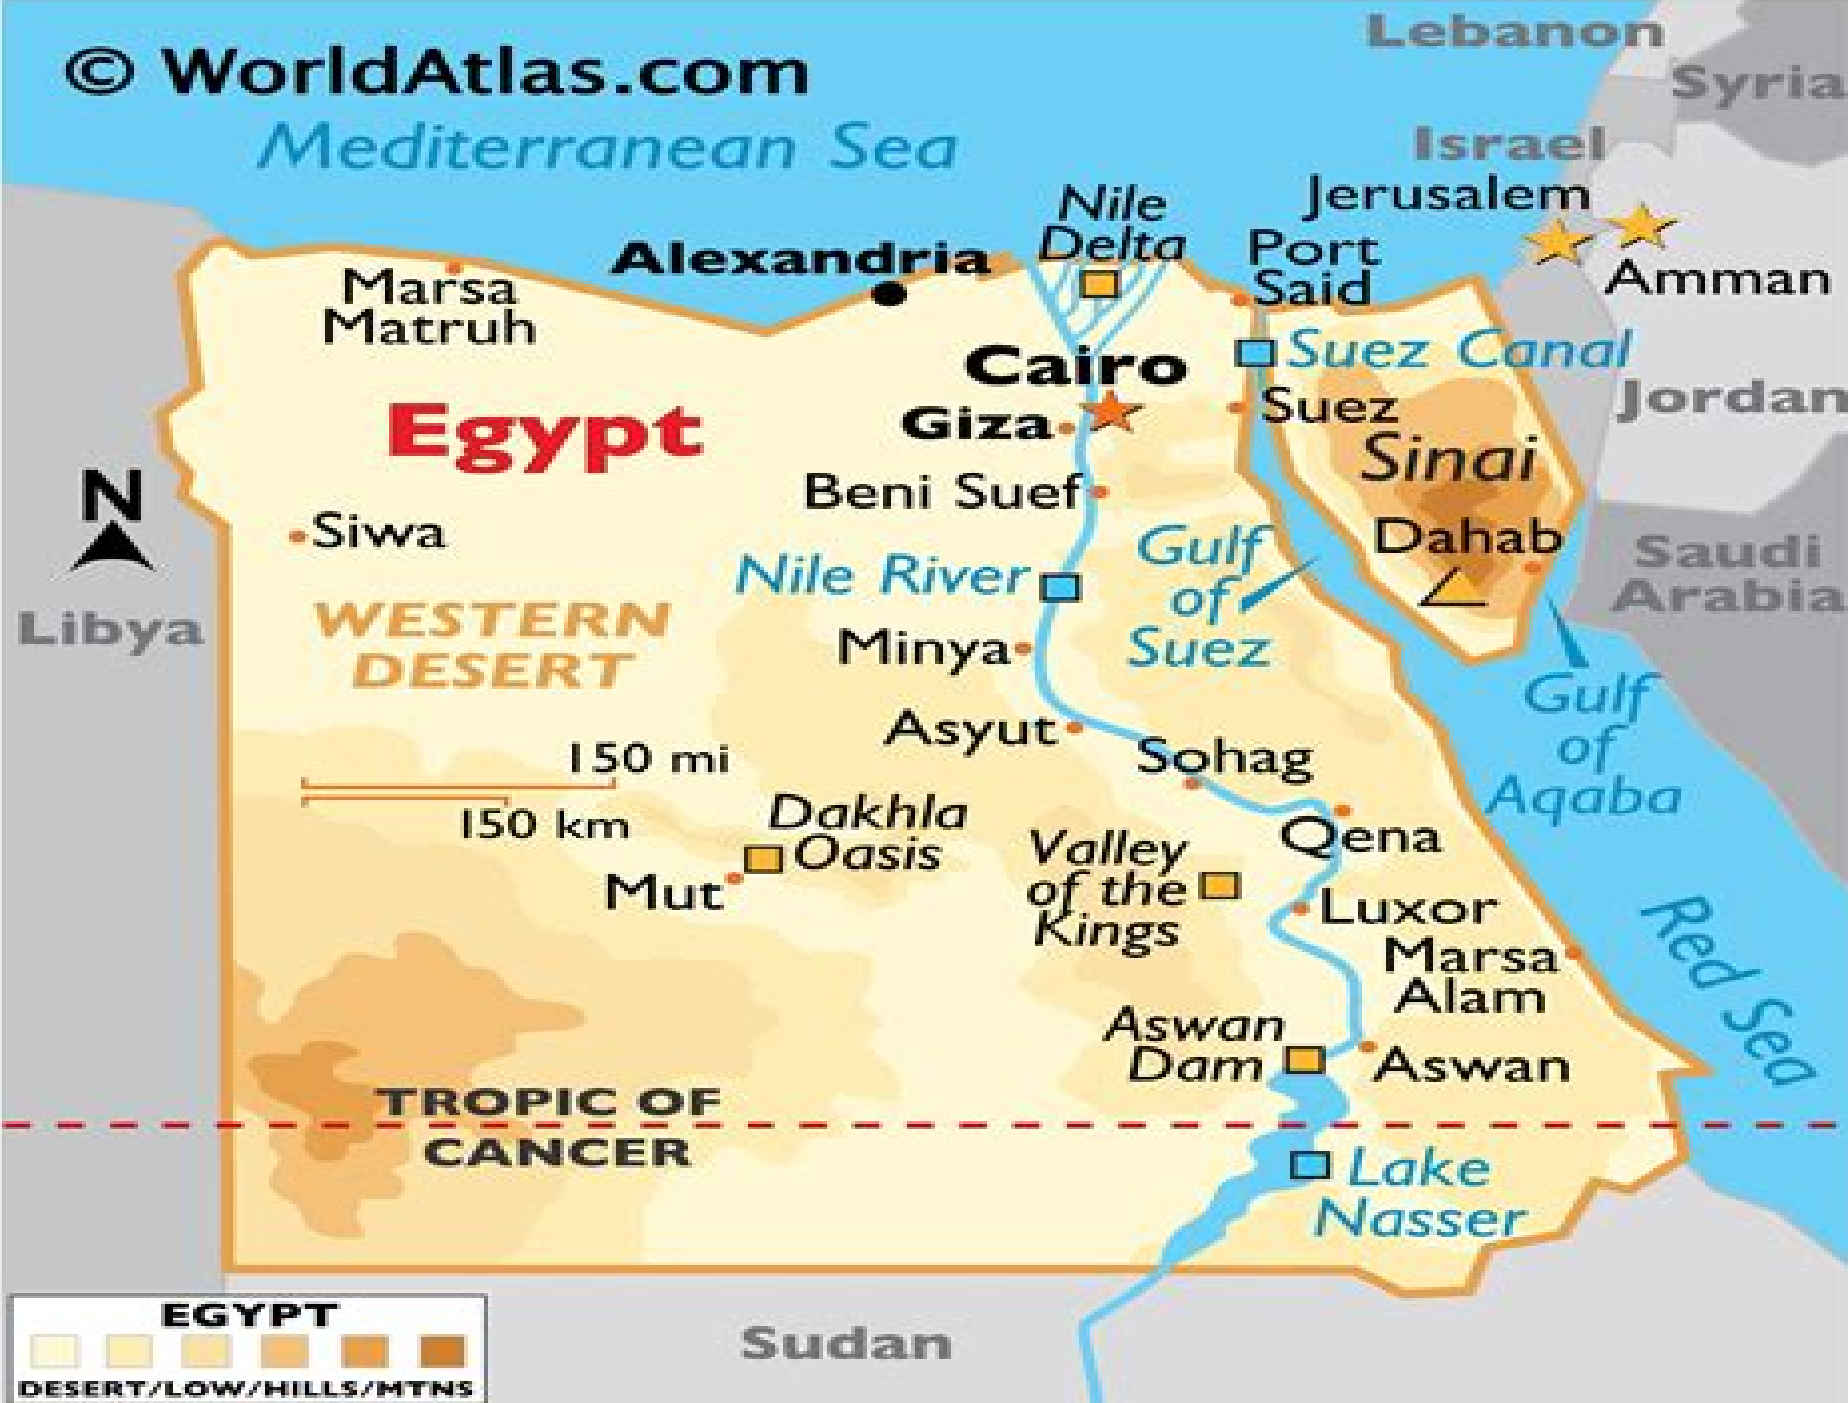 © WorldAtlas.com
Mediterranean Sea
Lebanon
Syria
Israel
Jerusalem
Amman
Nile
Delta
Port
Said
Alexandria
Marsa
Matruh
Suez Canal
Cairo
Jordan
Egypt
Giza
Suez
Sinai
N
Beni Suef
Siwa
Dahab
Gulf
of
Suez
Saudi
Arabia
Nile River
Libya
WESTERN
DESERT
Minya
Gulf
of
Aqaba
Asyut
Sohag
150 mi
150 km
Dakhla
Oasis
Qena
Valley
of the
Kings
Mut
Luxor
Red Sea
Marsa
Alam
Aswan
Dam
Aswan
TROPIC OF
CANCER
Lake
Nasser
EGYPT
DESERT/LOW/HILLS/MTNS
Sudan